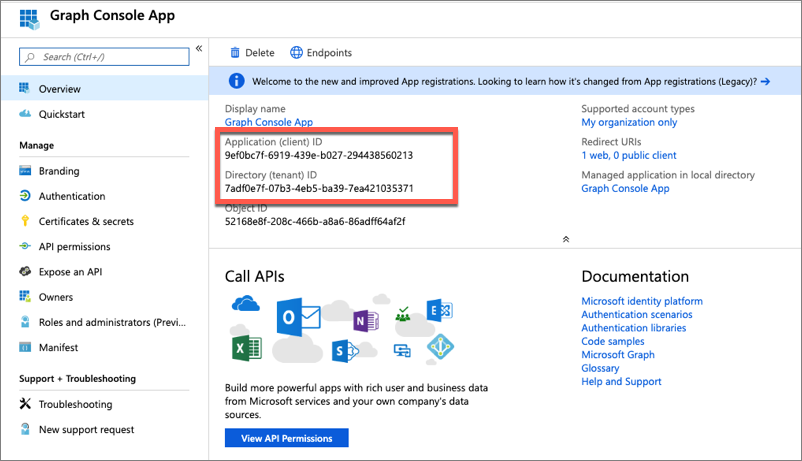 Graph Console App
Search (Ctrl+/)
«
Overview
Quickstart
Manage
Branding
Authentication
Certificates & secrets
API permissions
Expose an API
Owners
Roles and administrators (Previ...
Manifest
Support + Troubleshooting
Troubleshooting
New support request
Delete
Endpoints
Welcome to the new and improved App registrations. Looking to learn how it's changed from App registrations (Legacy)? →
Display name
Graph Console App
Application (client) ID
9ef0bc7f-6919-439e-b027-294438560213
Directory (tenant) ID
7adf0e7f-07b3-4eb5-ba39-7ea421035371
Object ID
52168e8f-208c-466b-a8a6-86adff64af2f
Supported account types
My organization only
Redirect URIs
1 web, 0 public client
Managed application in local directory
Graph Console App
Call APIs
Build more powerful apps with rich user and business data
from Microsoft services and your own company's data
sources.
View API Permissions
Documentation
Microsoft identity platform
Authentication scenarios
Authentication libraries
Code samples
Microsoft Graph
Glossary
Help and Support